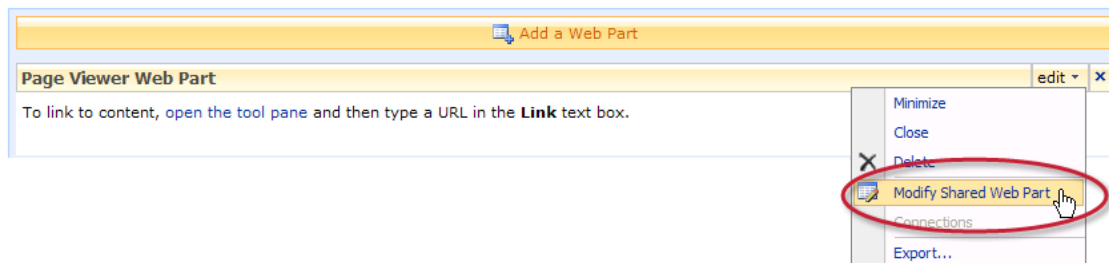 Add a Web Part
Page Viewer Web Part edit
To link to content, open the tool pane and then type a URL in the Link text box.
Minimize
Close
Delete
Modify Shared Web Part
Connections
Export...